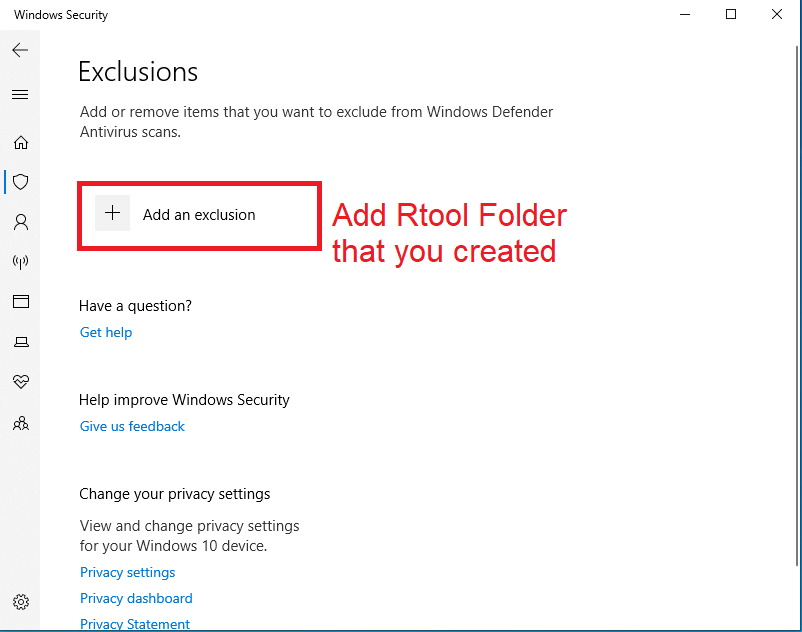 Windows Security
Exclusions
Add or remove items that you want to exclude from Windows Defender
Antivirus scans.
Add an exclusion
Add Rtool Folder
that you created
Have a question?
Get help
Help improve Windows Security
Give us feedback
Change your privacy settings
View and change privacy settings
for your Windows 10 device.
Privacy settings
Privacy dashboard
Privacy Statement